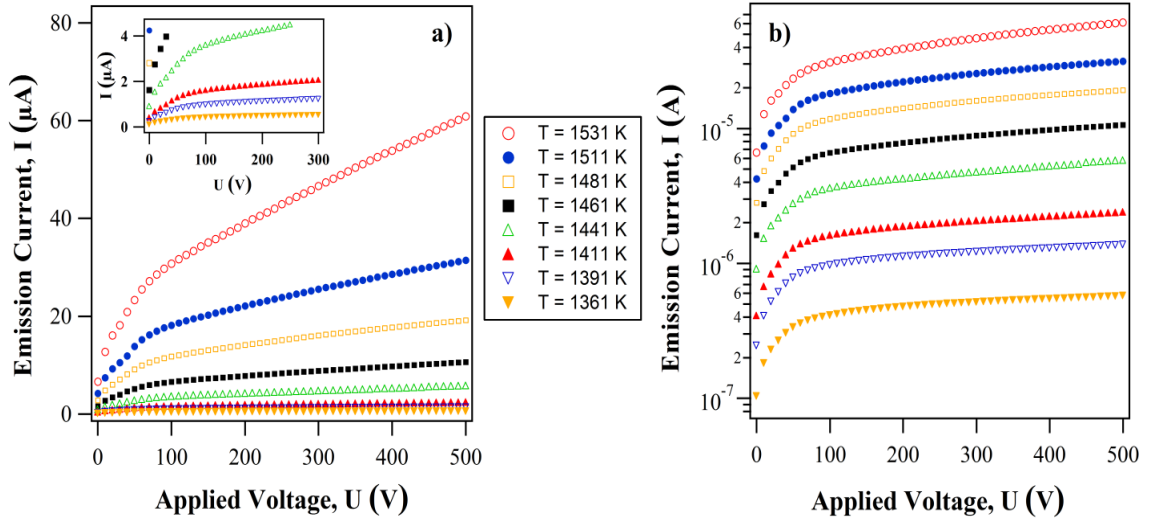 80
60
40
20
0
Emission Current, I (µA)
0
100
200
300
400
500
Applied Voltage, U (V)
a)
4
2
0
I (µA)
0
100
200
300
U (V)
T = 1531 K
T = 1511 K
T = 1481 K
T = 1461 K
T = 1441 K
T = 1411 K
T = 1391 K
T = 1361 K
b)
6
4
2
10⁻⁵
6
4
2
10⁻⁶
6
4
2
10⁻⁷
Emission Current, I (A)
0
100
200
300
400
500
Applied Voltage, U (V)